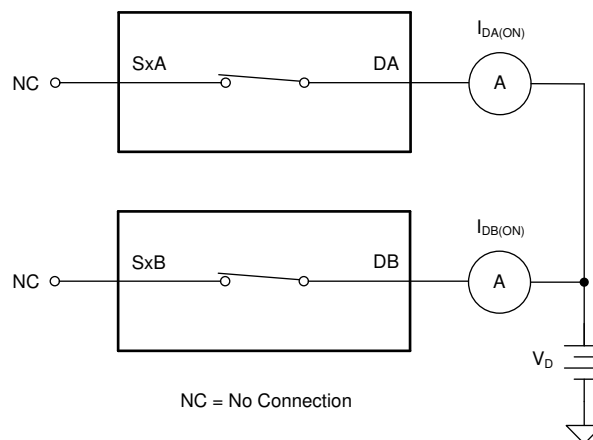 I_DA(ON)
SxA
DA
NC
A
I_DB(ON)
SxB
DB
NC
A
V_D
NC = No Connection